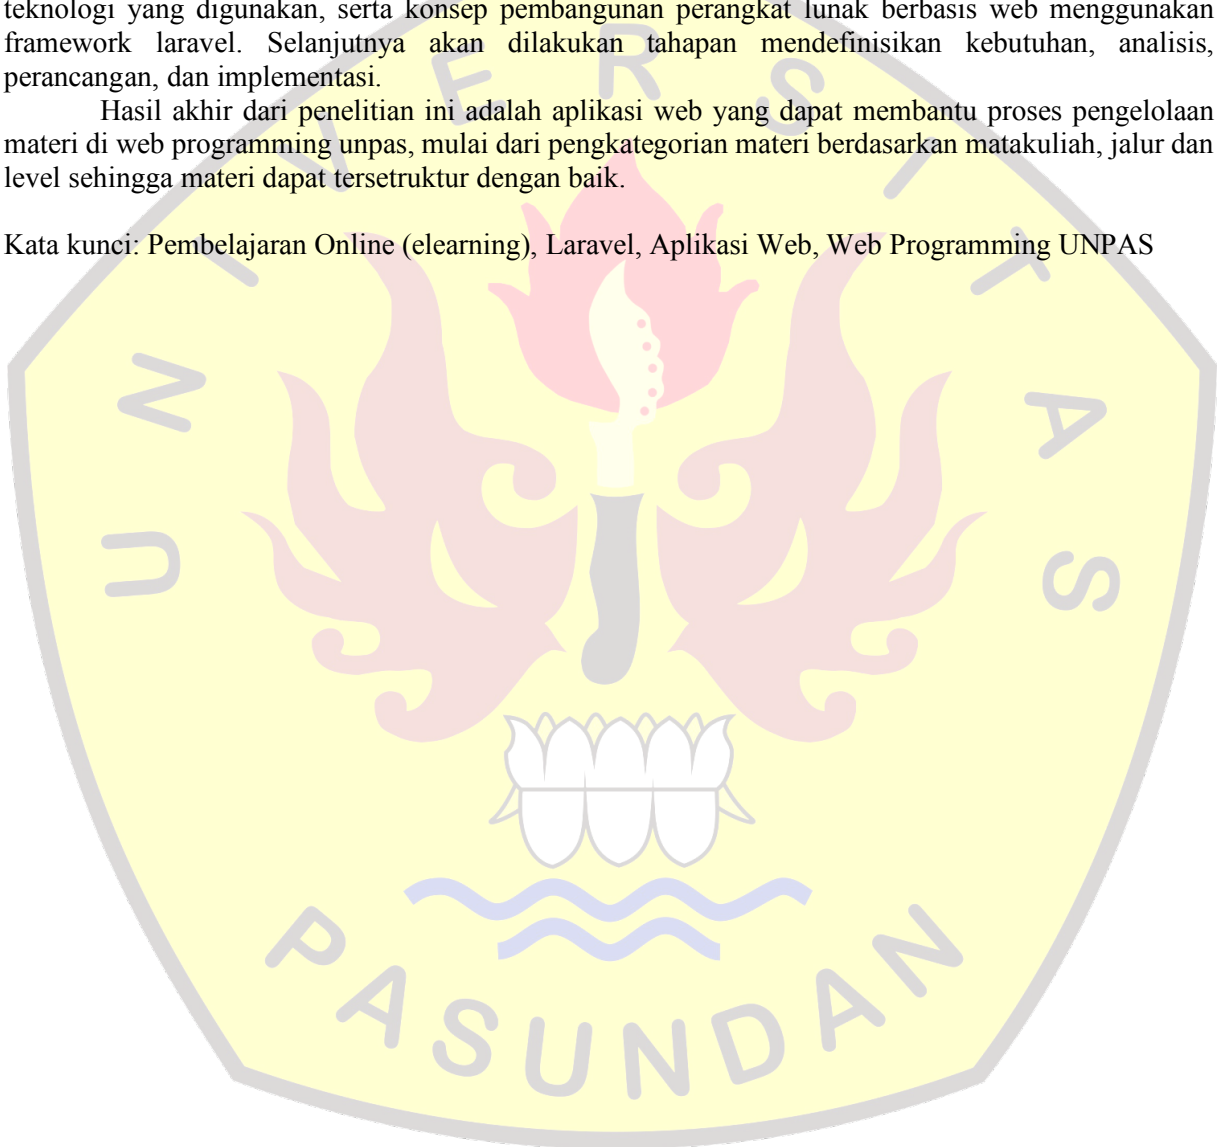 teknologi yang digunakan, serta konsep pembangunan perangkat lunak berbasis web menggunakan
framework laravel. Selanjutnya akan dilakukan tahapan mendefinisikan kebutuhan, analisis,
perancangan, dan implementasi.
Hasil akhir dari penelitian ini adalah aplikasi web yang dapat membantu proses pengelolaan
materi di web programming unpas, mulai dari pengkategorian materi berdasarkan matakuliah, jalur dan
level sehingga materi dapat tersetruktur dengan baik.
Kata kunci: Pembelajaran Online (elearning), Laravel, Aplikasi Web, Web Programming UNPAS
UNIVERSITAS
PASUNDAN